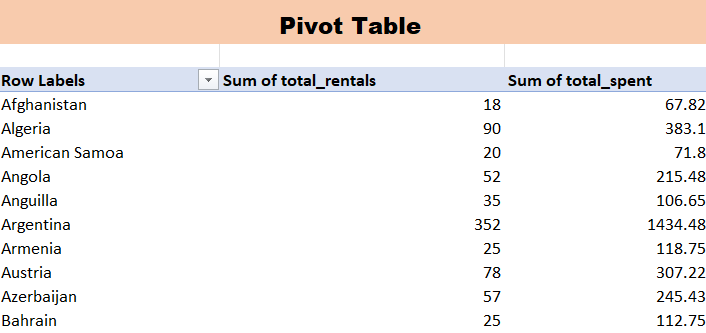 Pivot Table
Row Labels Sum of total_rentals Sum of total_spent
Afghanistan 18 67.82
Algeria 90 383.1
American Samoa 20 71.8
Angola 52 215.48
Anguilla 35 106.65
Argentina 352 1434.48
Armenia 25 118.75
Austria 78 307.22
Azerbaijan 57 245.43
Bahrain 25 112.75